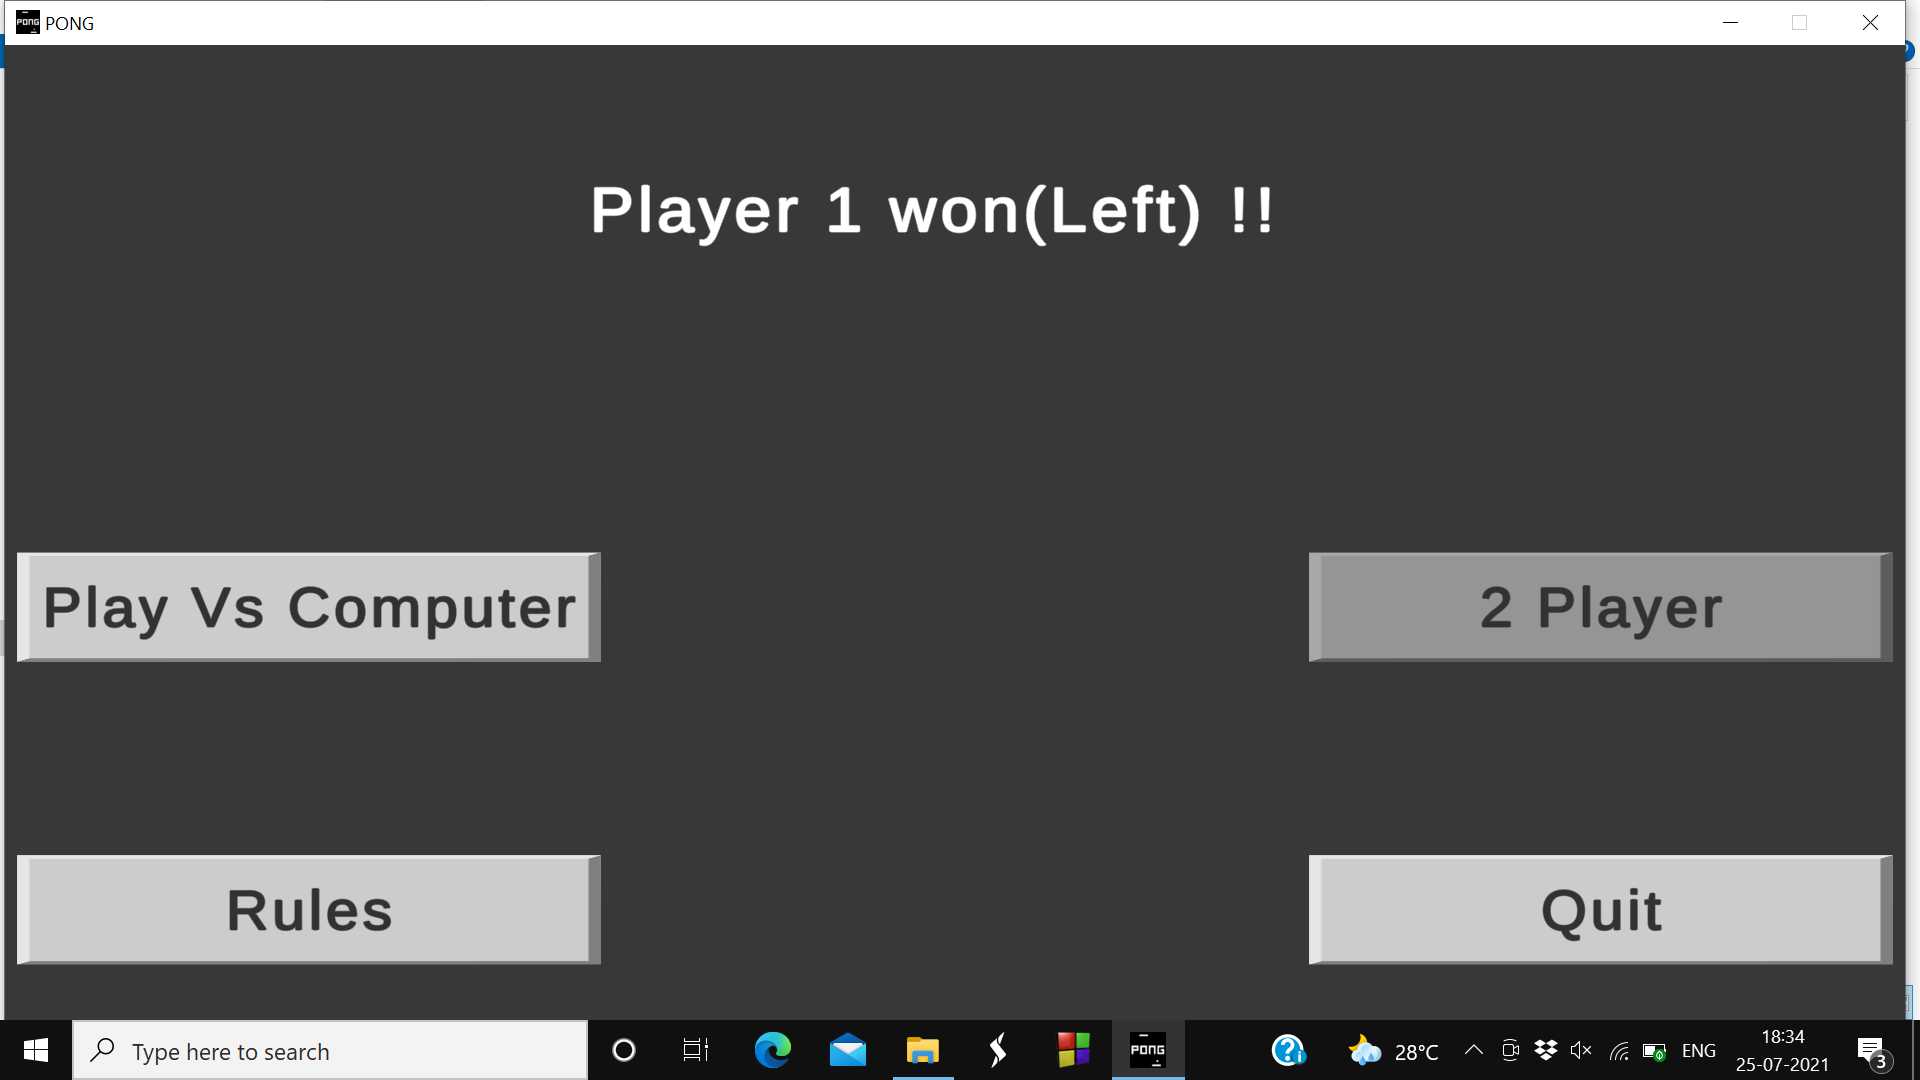 PONG
Player 1 won(Left) !!
Play Vs Computer
2 Player
Rules
Quit
Type here to search
PONG
28°C
ENG
18:34
25-07-2021
3